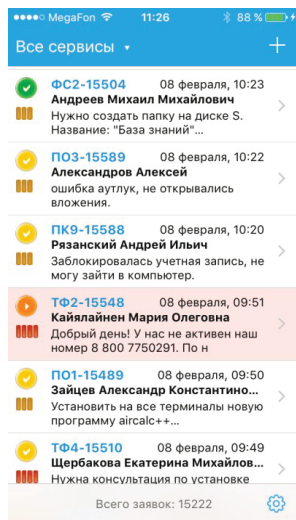 MegaFon 11:26 88 %
Все сервисы
ФС2-15504 08 февраля, 10:23
Андреев Михаил Михайлович
Нужно создать папку на диске S.
Название: "База знаний"...
ПО3-15589 08 февраля, 10:22
Александров Алексей
ошибка аутлук, не открывались
вложения.
ПК9-15588 08 февраля, 10:20
Рязанский Андрей Ильич
Заблокировалась учетная запись, не
могу зайти в компьютер.
ТФ2-15548 08 февраля, 09:51
Кайялайнен Мария Олеговна
Добрый день! У нас не активен наш
номер 8 800 7750291. По н
ПО1-15489 08 февраля, 09:50
Зайцев Александр Константино...
Установить на все терминалы новую
программу aircalc++...
ТФ4-15510 08 февраля, 09:49
Щербакова Екатерина Михайлов...
Нужна консультация по установке
Всего заявок: 15222